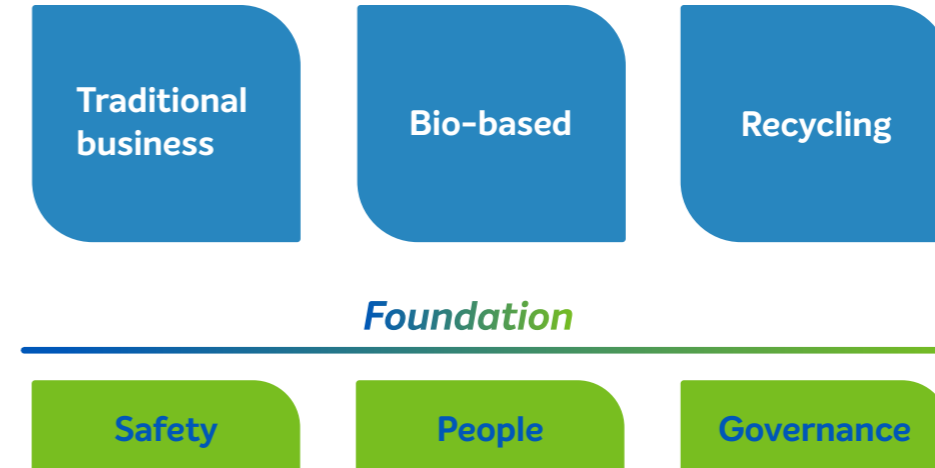 Traditional
business
Bio-based
Recycling
Foundation
Safety
People
Governance